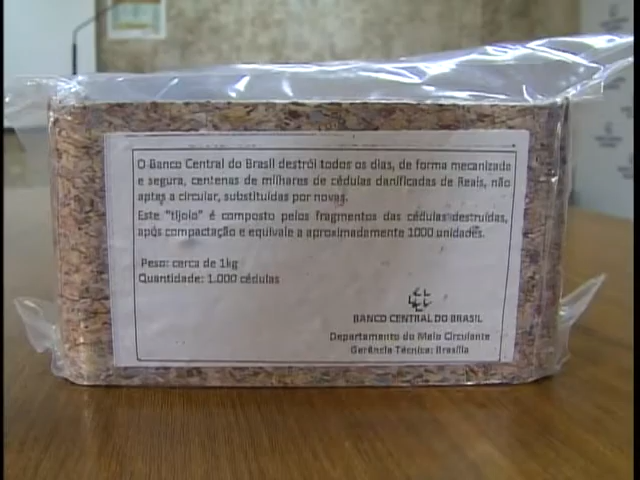 O Banco Central do Brasil destrói todos os dias, de forma mecanizada
e segura, centenas de milhares de cédulas danificadas de Reais, não
aptas a circular, substituídas por novas.
Este "tijolo" é composto pelos fragmentos das cédulas destruídas,
após compactação e equivale a aproximadamente 1000 unidades.
Peso: cerca de 1kg
Quantidade: 1.000 cédulas
BANCO CENTRAL DO BRASIL
Departamento do Meio Circulante
Gerência Técnica: Brasília